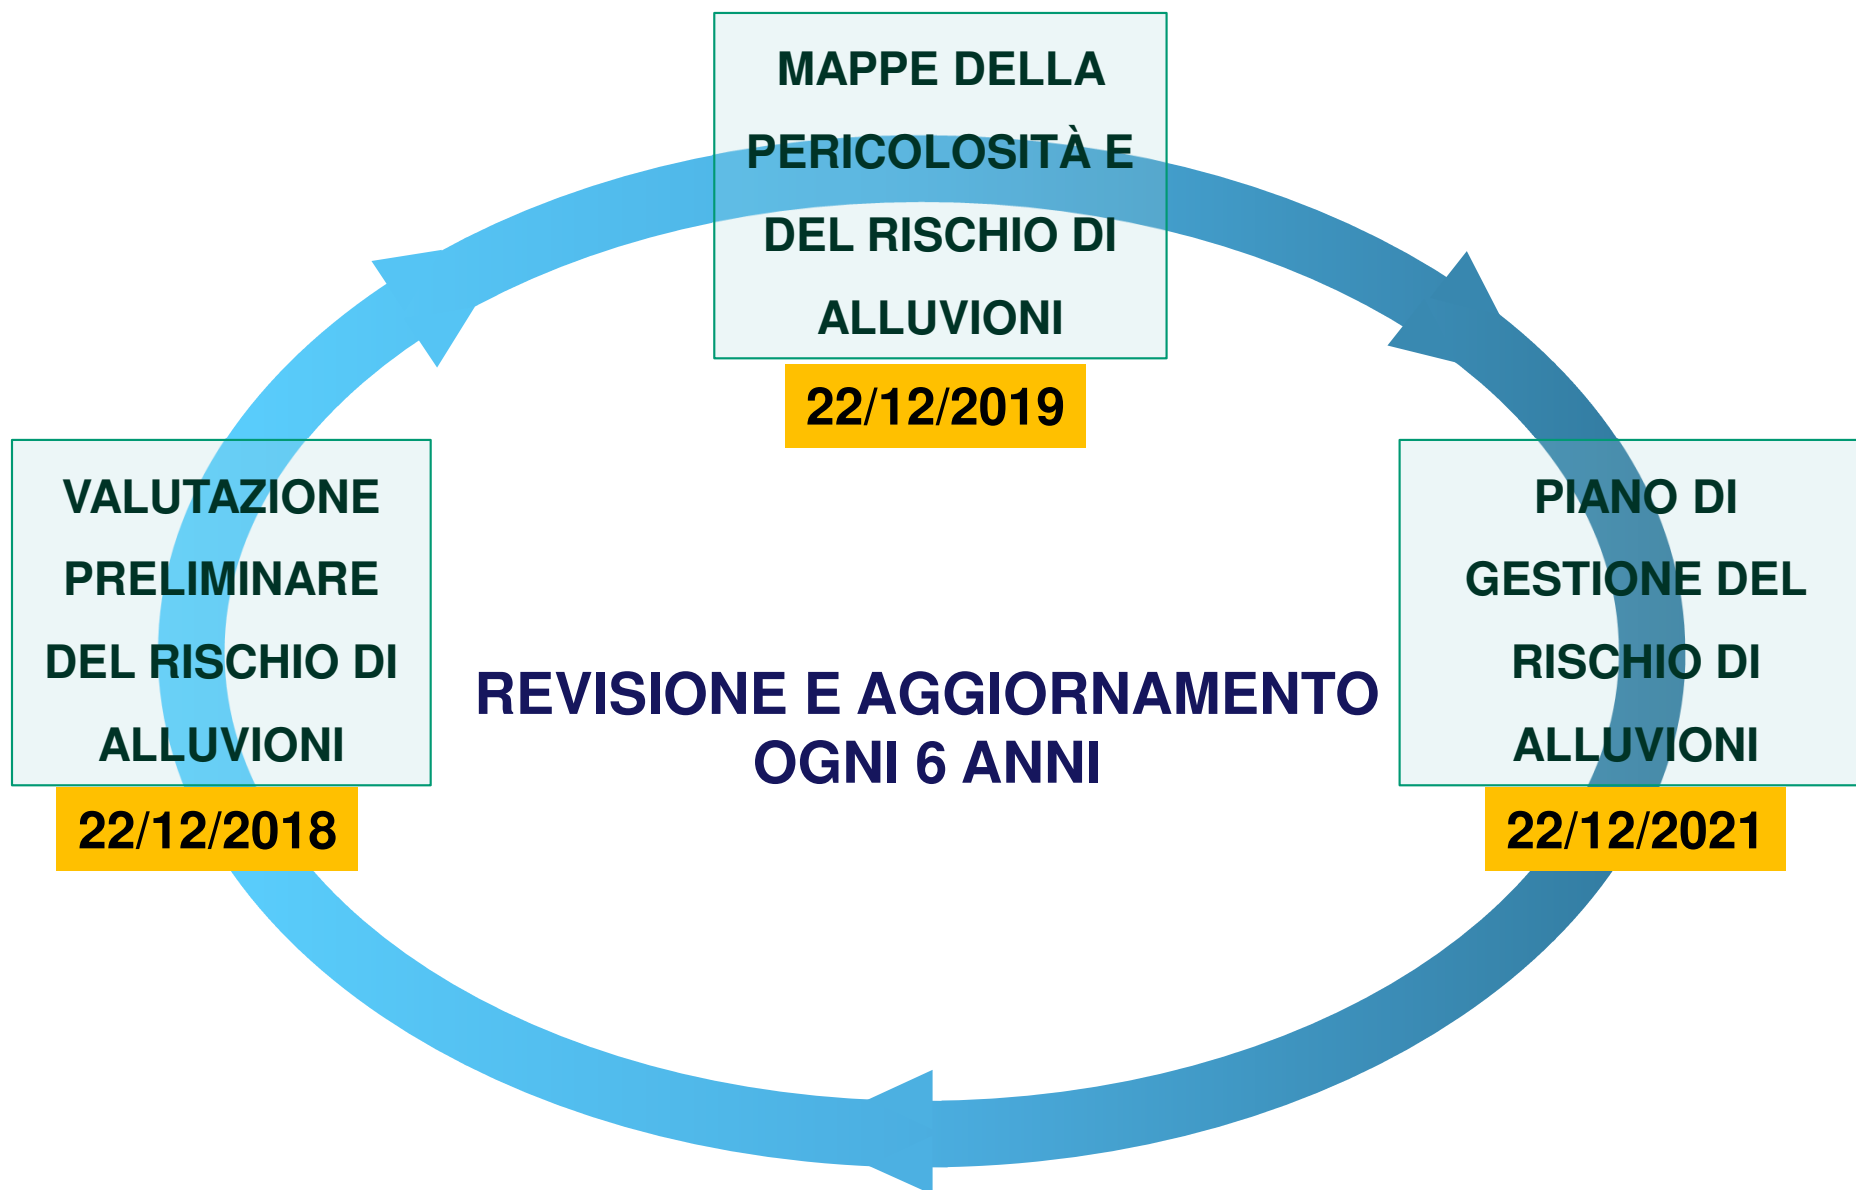 MAPPE DELLA
PERICOLOSITÀ E
DEL RISCHIO DI
ALLUVIONI
22/12/2019
VALUTAZIONE
PRELIMINARE
DEL RISCHIO DI
ALLUVIONI
22/12/2018
REVISIONE E AGGIORNAMENTO
OGNI 6 ANNI
PIANO DI
GESTIONE DEL
RISCHIO DI
ALLUVIONI
22/12/2021